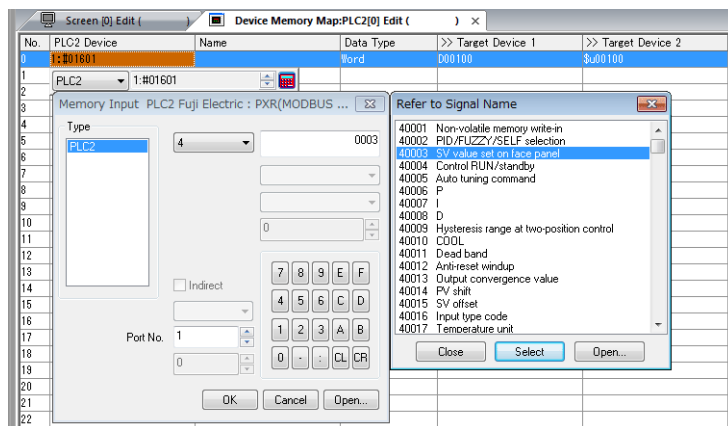 Screen [0] Edit ( ) Device Memory Map:PLC2[0] Edit ( ) ×
No. PLC2 Device Name Data Type >> Target Device 1 >> Target Device 2
0 1:#01601 Word D00100 $u00100
1 PLC2 1:#01601
2
3
4
5
6
7
8
9
10
11
12
13
14
15
16
17
18
19
20
21
22
Memory Input PLC2 Fuji Electric : PXR(MODBUS ...
Type
PLC2
4 0003
0
Indirect
Port No. 1
0
7 8 9 E F
4 5 6 C D
1 2 3 A B
0 - : CL CR
OK Cancel Open...
Refer to Signal Name
40001 Non-volatile memory write-in
40002 PID/FUZZY/SELF selection
40003 SV value set on face panel
40004 Control RUN/standby
40005 Auto tuning command
40006 P
40007 I
40008 D
40009 Hysteresis range at two-position control
40010 COOL
40011 Dead band
40012 Anti-reset windup
40013 Output convergence value
40014 PV shift
40015 SV offset
40016 Input type code
40017 Temperature unit
Close Select Open...